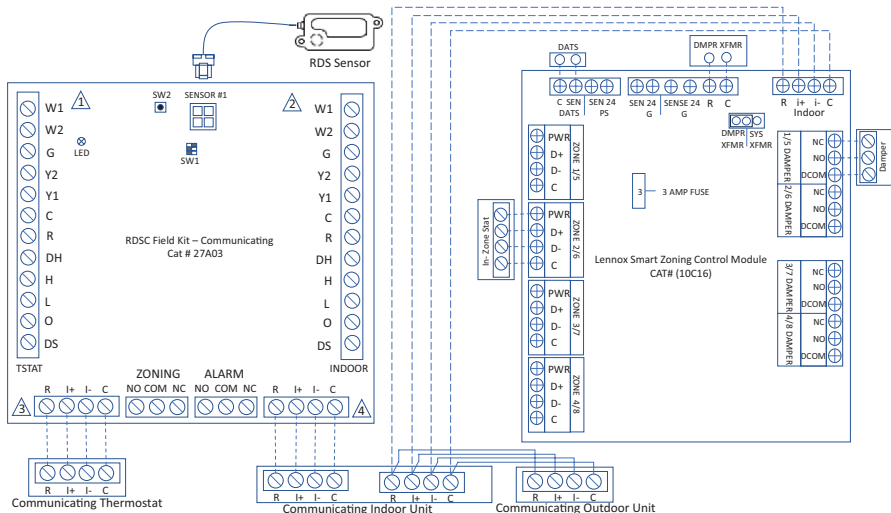 RDS Sensor
1
2
SW2
SENSOR #1
LED
SW1
W1
W2
G
Y2
Y1
C
R
DH
H
L
O
DS
TSTAT
W1
W2
G
Y2
Y1
C
R
DH
H
L
O
DS
INDOOR
RDSC Field Kit – Communicating
Cat # 27A03
ZONING
NO COM NC
ALARM
NO COM NC
3
R I+ I- C
R I+ I- C
4
R I+ I- C
Communicating Thermostat
R I+ I- C
R I+ I- C
Communicating Indoor Unit
R I+ I- C
Communicating Outdoor Unit
DATS
DMPR XFMR
C SEN
DATS
SEN 24
PS
SEN 24
G
SENSE 24
G
R C
R i+ i- C
Indoor
DMPR
XFMR
SYS
XFMR
3
3 AMP FUSE
PWR
D+
D-
C
ZONE 1/5
In- Zone Stat
PWR
D+
D-
C
ZONE 2/6
PWR
D+
D-
C
ZONE 3/7
PWR
D+
D-
C
ZONE 4/8
Lennox Smart Zoning Control Module
CAT# (10C16)
1/5 DAMPER
NC
NO
DCOM
Damper
2/6 DAMPER
NC
NO
DCOM
3/7 DAMPER
NC
NO
DCOM
4/8 DAMPER
NC
NO
DCOM